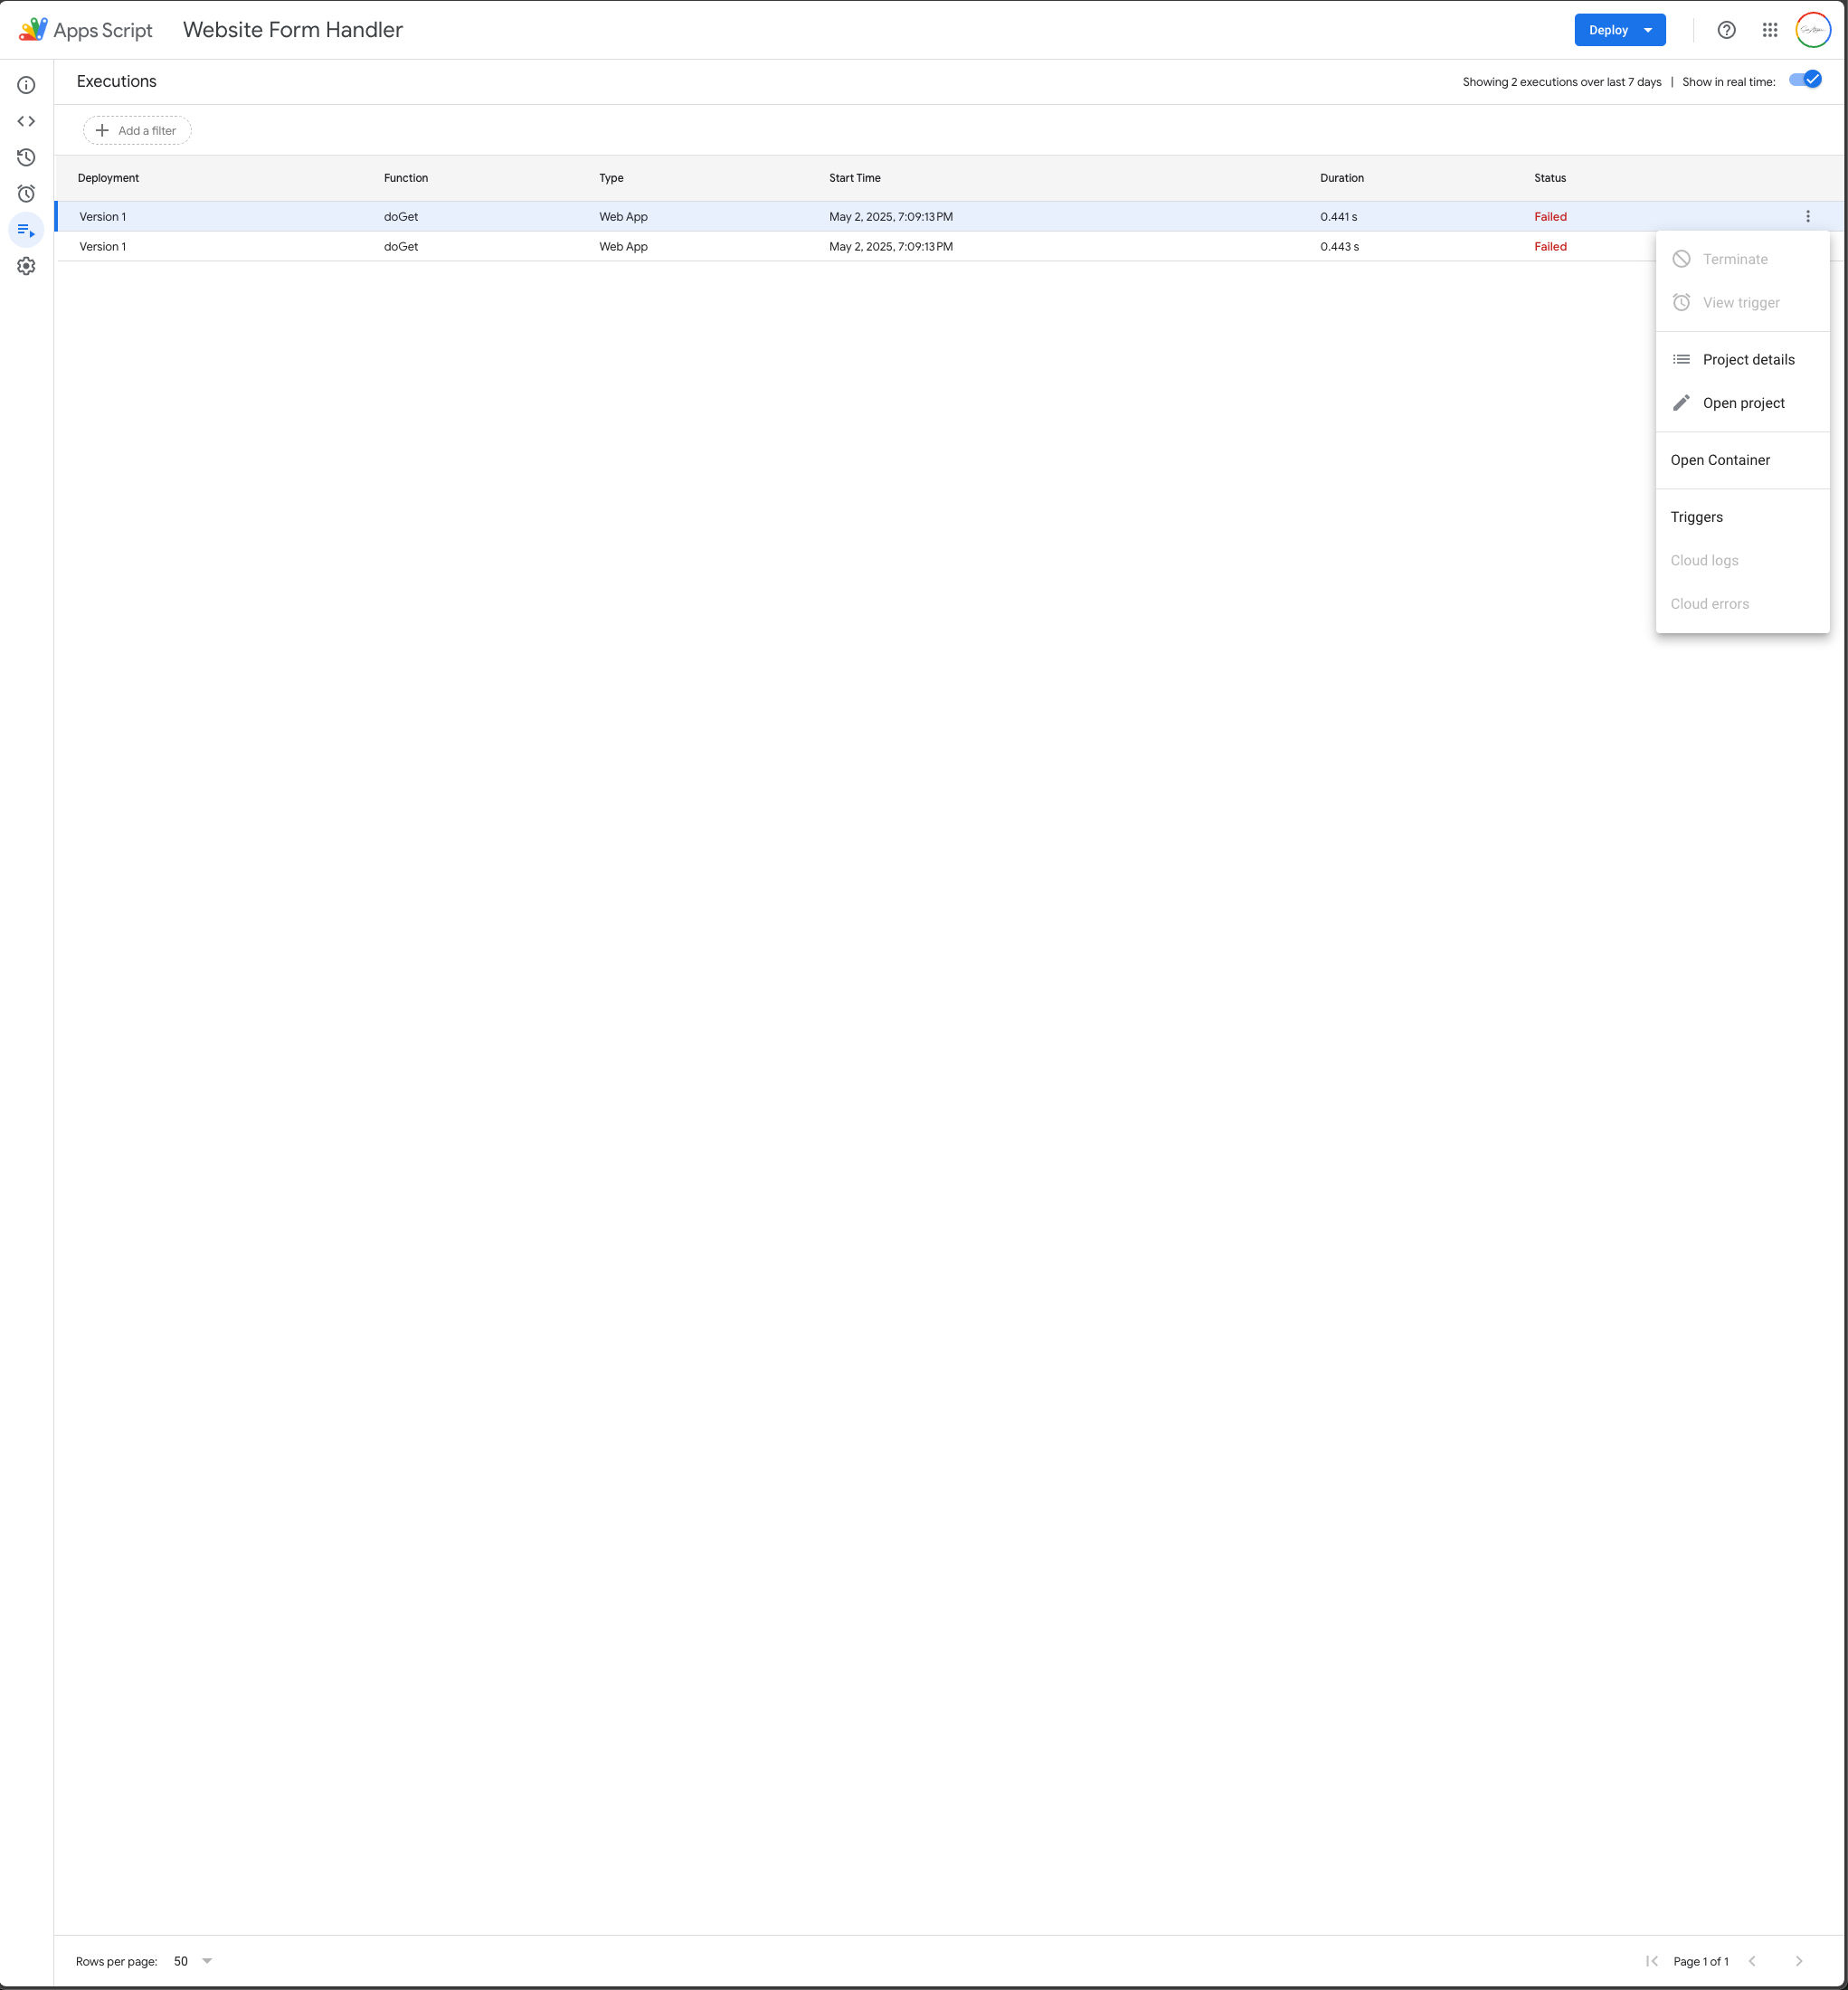 Apps Script
Website Form Handler
Deploy
Executions
Showing 2 executions over last 7 days | Show in real time:
Add a filter
Deployment Function Type Start Time Duration Status
Version 1 doGet Web App May 2, 2025, 7:09:13 PM 0.441 s Failed
Version 1 doGet Web App May 2, 2025, 7:09:13 PM 0.443 s Failed
Terminate
View trigger
Project details
Open project
Open Container
Triggers
Cloud logs
Cloud errors
Rows per page: 50
Page 1 of 1